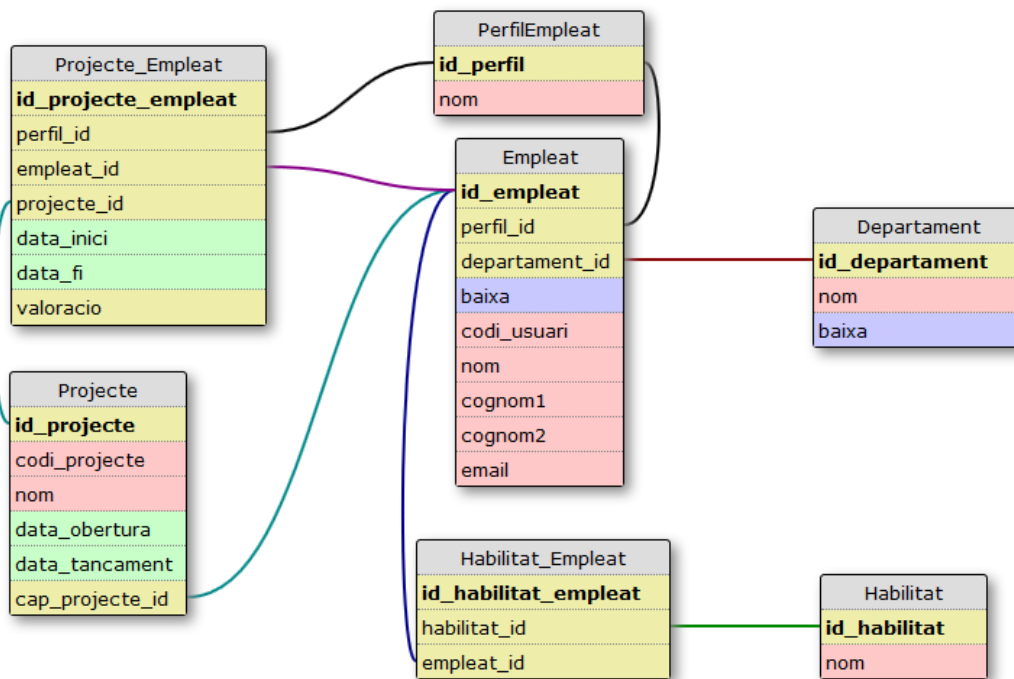 Projecte_Empleat
id_projecte_empleat
perfil_id
empleat_id
projecte_id
data_inici
data_fi
valoracio
PerfilEmpleat
id_perfil
nom
Empleat
id_empleat
perfil_id
departament_id
baixa
codi_usuari
nom
cognom1
cognom2
email
Departament
id_departament
nom
baixa
Projecte
id_projecte
codi_projecte
nom
data_obertura
data_tancament
cap_projecte_id
Habilitat_Empleat
id_habilitat_empleat
habilitat_id
empleat_id
Habilitat
id_habilitat
nom